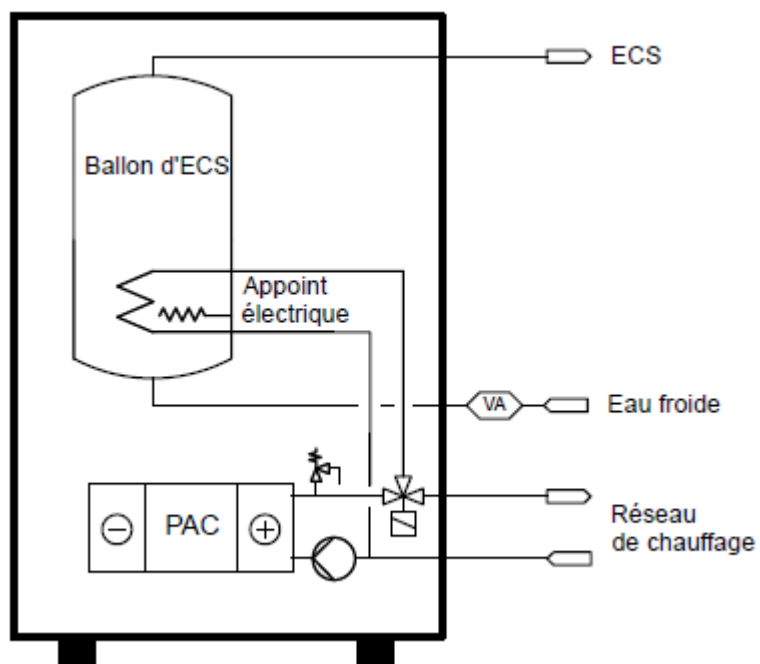 ECS
Ballon d'ECS
Appoint
électrique
VA
Eau froide
PAC
Réseau
de chauffage